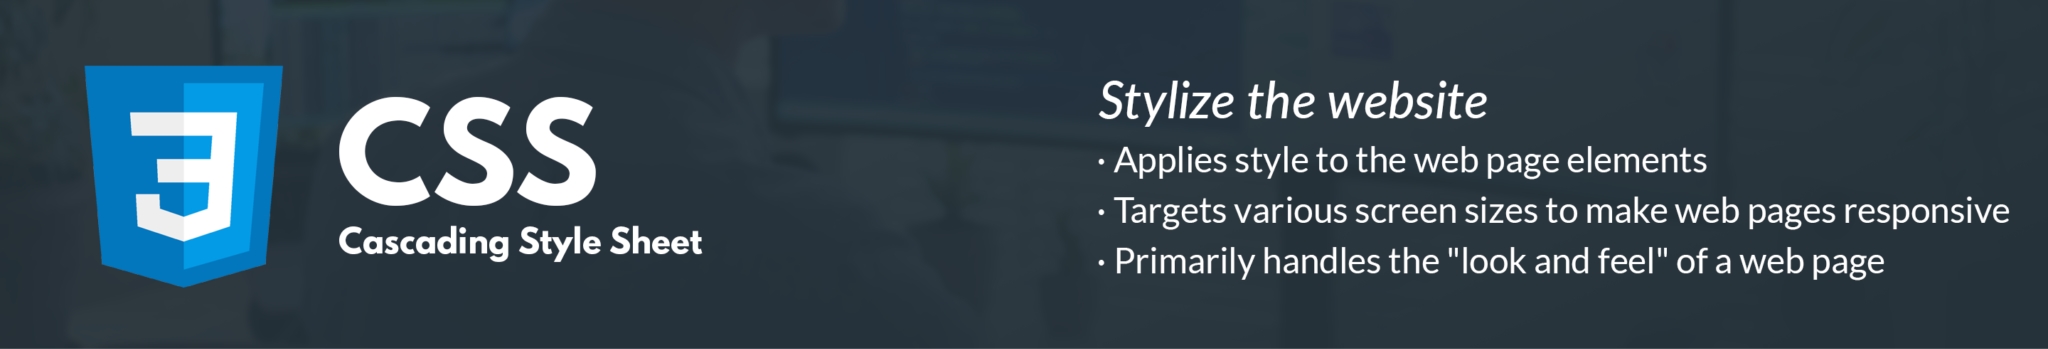 3
CSS
Cascading Style Sheet
Stylize the website
· Applies style to the web page elements
· Targets various screen sizes to make web pages responsive
· Primarily handles the "look and feel" of a web page